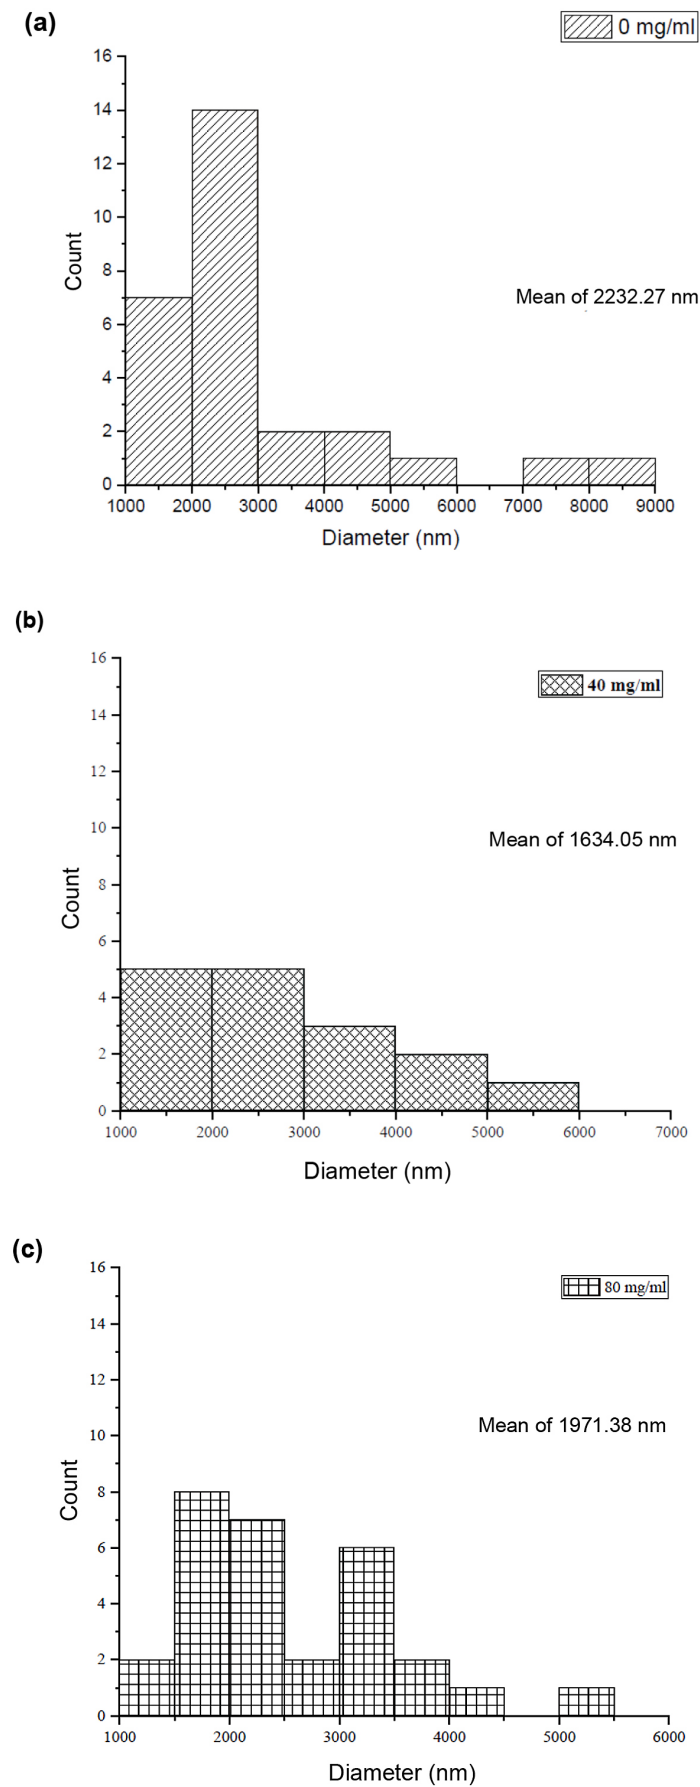 (a)
0 mg/ml
16
14
12
10
8
6
4
2
0
Count
Mean of 2232.27 nm
1000 2000 3000 4000 5000 6000 7000 8000 9000
Diameter (nm)
(b)
16
14
12
10
8
6
4
2
0
Count
40 mg/ml
Mean of 1634.05 nm
1000 2000 3000 4000 5000 6000 7000
Diameter (nm)
(c)
16
14
12
10
8
6
4
2
0
Count
80 mg/ml
Mean of 1971.38 nm
1000 2000 3000 4000 5000 6000
Diameter (nm)